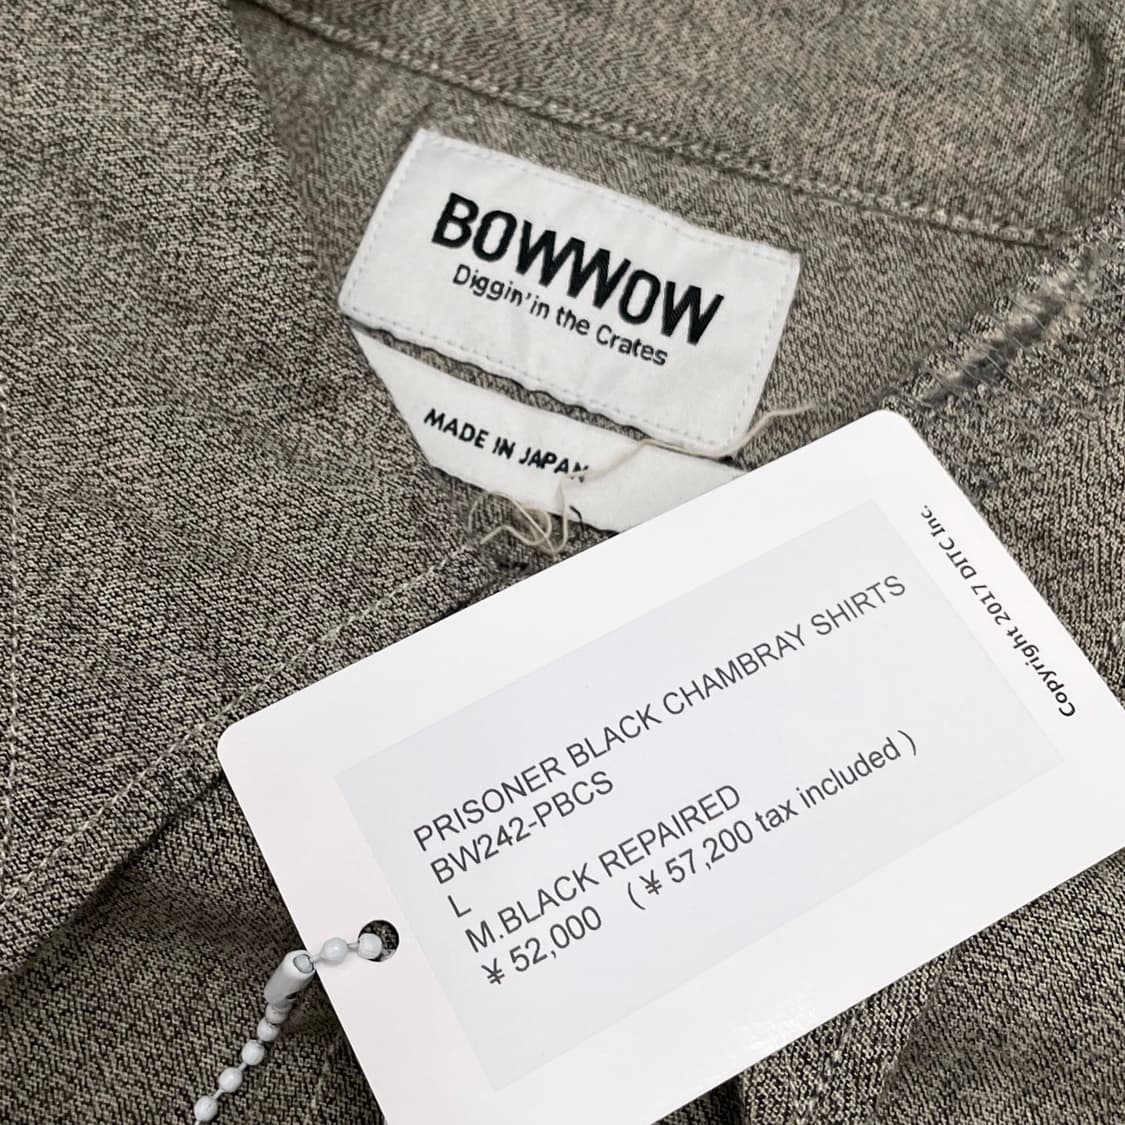 BOWWOW
Diggin' in the Crates
MADE IN JAPAN
Copyright 2017 DITC Inc.
PRISONER BLACK CHAMBRAY SHIRTS
BW242-PBCS
L
M.BLACK REPAIRED
¥ 52,000 (¥ 57,200 tax included )